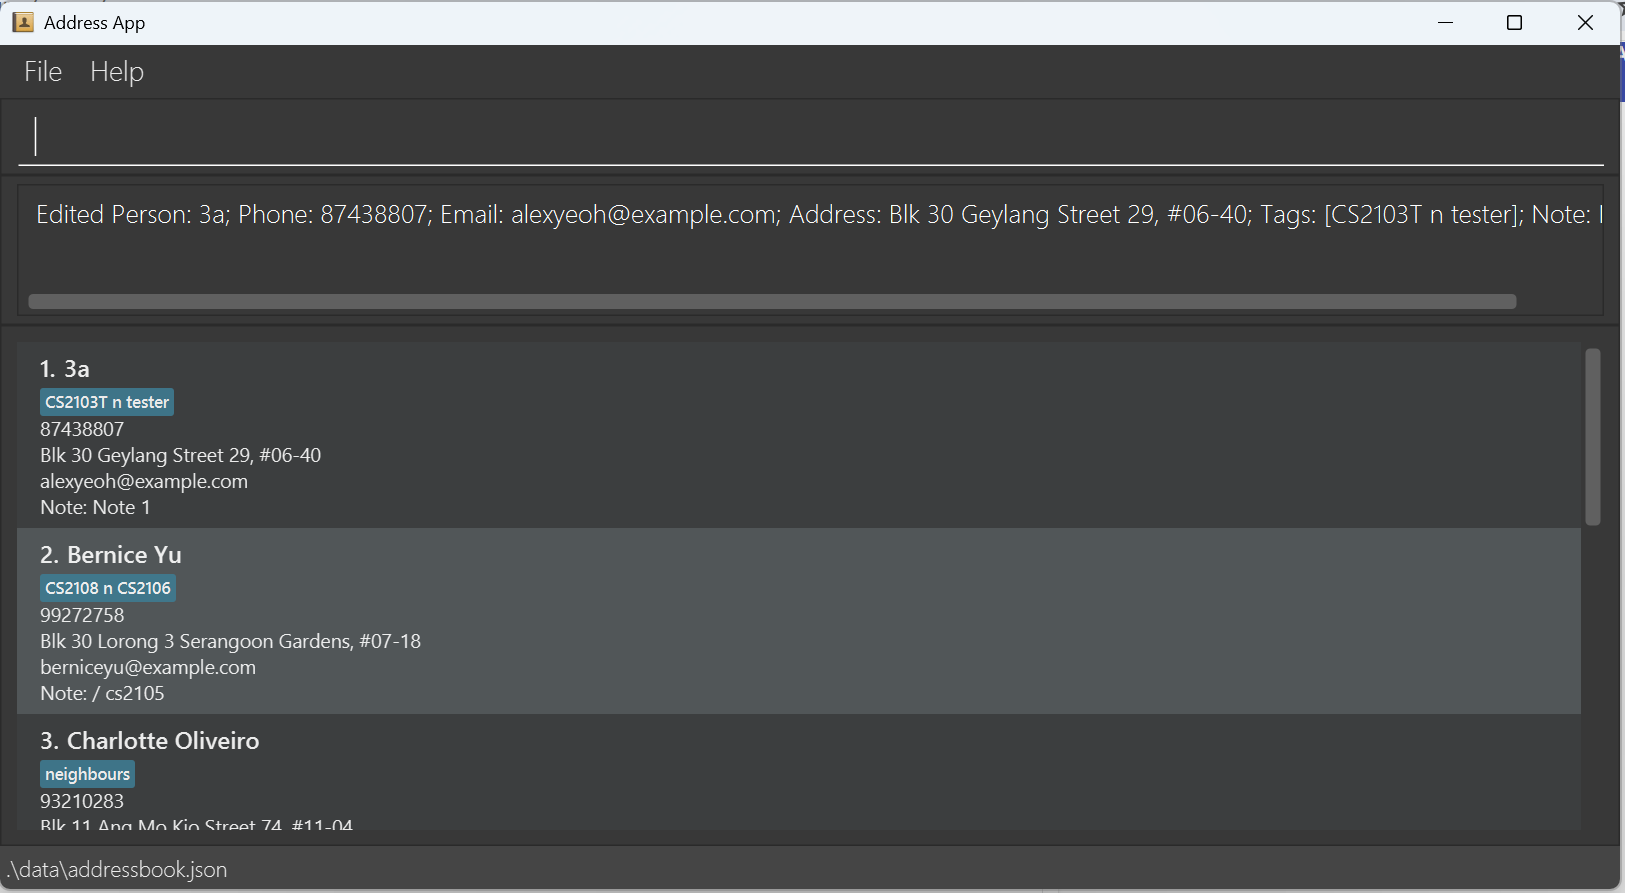 Address App
File Help
Edited Person: 3a; Phone: 87438807; Email: alexyeoh@example.com; Address: Blk 30 Geylang Street 29, #06-40; Tags: [CS2103T n tester]; Note:
1. 3a
CS2103T n tester
87438807
Blk 30 Geylang Street 29, #06-40
alexyeoh@example.com
Note: Note 1
2. Bernice Yu
CS2108 n CS2106
99272758
Blk 30 Lorong 3 Serangoon Gardens, #07-18
berniceyu@example.com
Note: / cs2105
3. Charlotte Oliveiro
neighbours
93210283
Blk 11 Ang Mo Kio Street 74, #11-04
.\data\addressbook.json